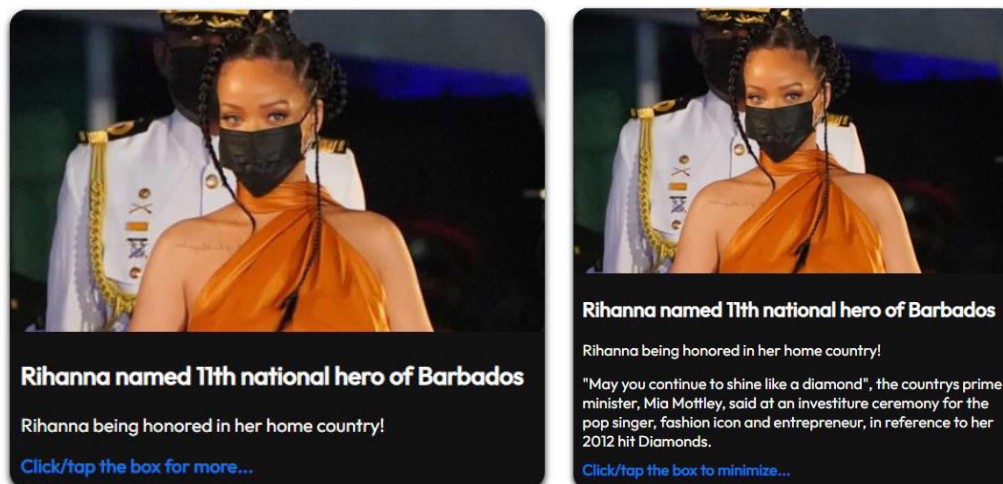 Rihanna named 11th national hero of Barbados
Rihanna being honored in her home country!
Click/tap the box for more...
Rihanna named 11th national hero of Barbados
Rihanna being honored in her home country!
"May you continue to shine like a diamond", the countrys prime
minister, Mia Mottley, said at an investiture ceremony for the
pop singer, fashion icon and entrepreneur, in reference to her
2012 hit Diamonds.
Click/tap the box to minimize...